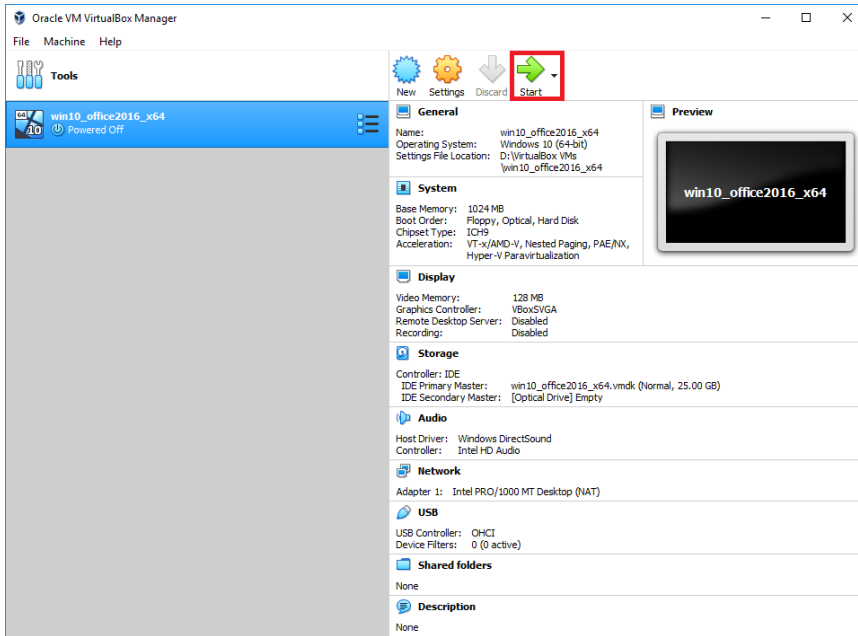 Oracle VM VirtualBox Manager
File Machine Help
Tools
New Settings Discard Start
64 10 win10_office2016_x64
Powered Off
General
Name: win10_office2016_x64
Operating System: Windows 10 (64-bit)
Settings File Location: D:\VirtualBox VMs
\win10_office2016_x64
Preview
win10_office2016_x64
System
Base Memory: 1024 MB
Boot Order: Floppy, Optical, Hard Disk
Chipset Type: ICH9
Acceleration: VT-x/AMD-V, Nested Paging, PAE/NX,
Hyper-V Paravirtualization
Display
Video Memory: 128 MB
Graphics Controller: VBoxSVGA
Remote Desktop Server: Disabled
Recording: Disabled
Storage
Controller: IDE
IDE Primary Master: win10_office2016_x64.vmdk (Normal, 25.00 GB)
IDE Secondary Master: [Optical Drive] Empty
Audio
Host Driver: Windows DirectSound
Controller: Intel HD Audio
Network
Adapter 1: Intel PRO/1000 MT Desktop (NAT)
USB
USB Controller: OHCI
Device Filters: 0 (0 active)
Shared folders
None
Description
None